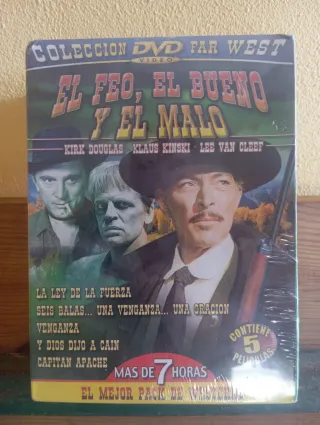 COLECCION DVD VIDEO FAR WEST
EL FEO, EL BUENO
Y EL MALO
KIRK DOUGLAS KLAUS KINSKI LEE VAN CLEEF
LA LEY DE LA FUERZA
SEIS BALAS... UNA VENGANZA... UNA ORACION
VENGANZA
Y DIOS DIJO A CAIN
CAPITAN APACHE
CONTIENE
5
PELICULAS
MAS DE 7 HORAS
EL MEJOR PACK DE WESTERNS